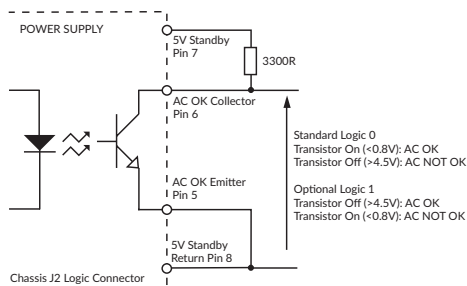 POWER SUPPLY
5V Standby
Pin 7
3300R
AC OK Collector
Pin 6
Standard Logic 0
Transistor On (<0.8V): AC OK
Transistor Off (>4.5V): AC NOT OK
Optional Logic 1
Transistor Off (>4.5V): AC OK
Transistor On (<0.8V): AC NOT OK
AC OK Emitter
Pin 5
5V Standby
Return Pin 8
Chassis J2 Logic Connector